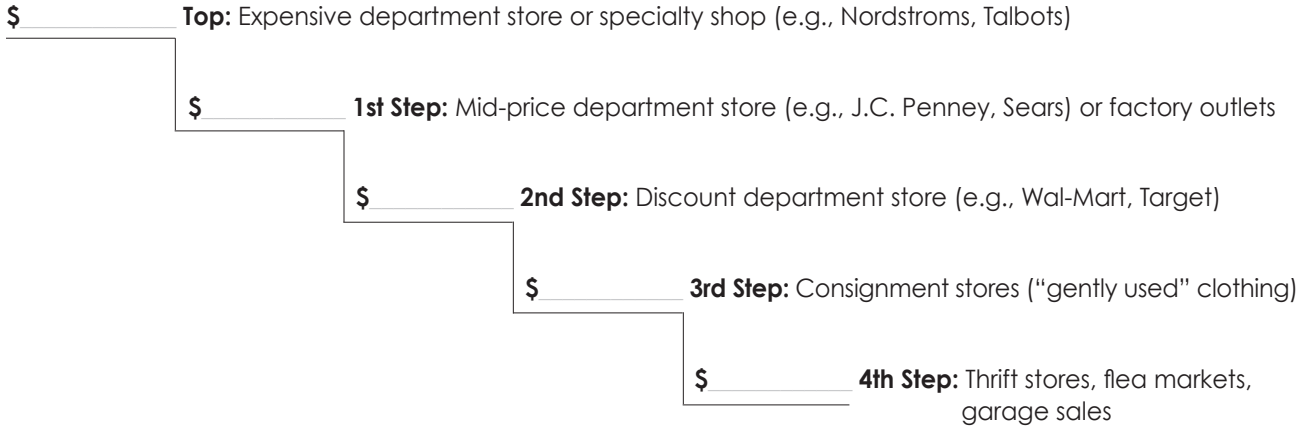 $ Top: Expensive department store or specialty shop (e.g., Nordstroms, Talbots)
$ 1st Step: Mid-price department store (e.g., J.C. Penney, Sears) or factory outlets
$ 2nd Step: Discount department store (e.g., Wal-Mart, Target)
$ 3rd Step: Consignment stores (“gently used” clothing)
$ 4th Step: Thrift stores, flea markets,
garage sales